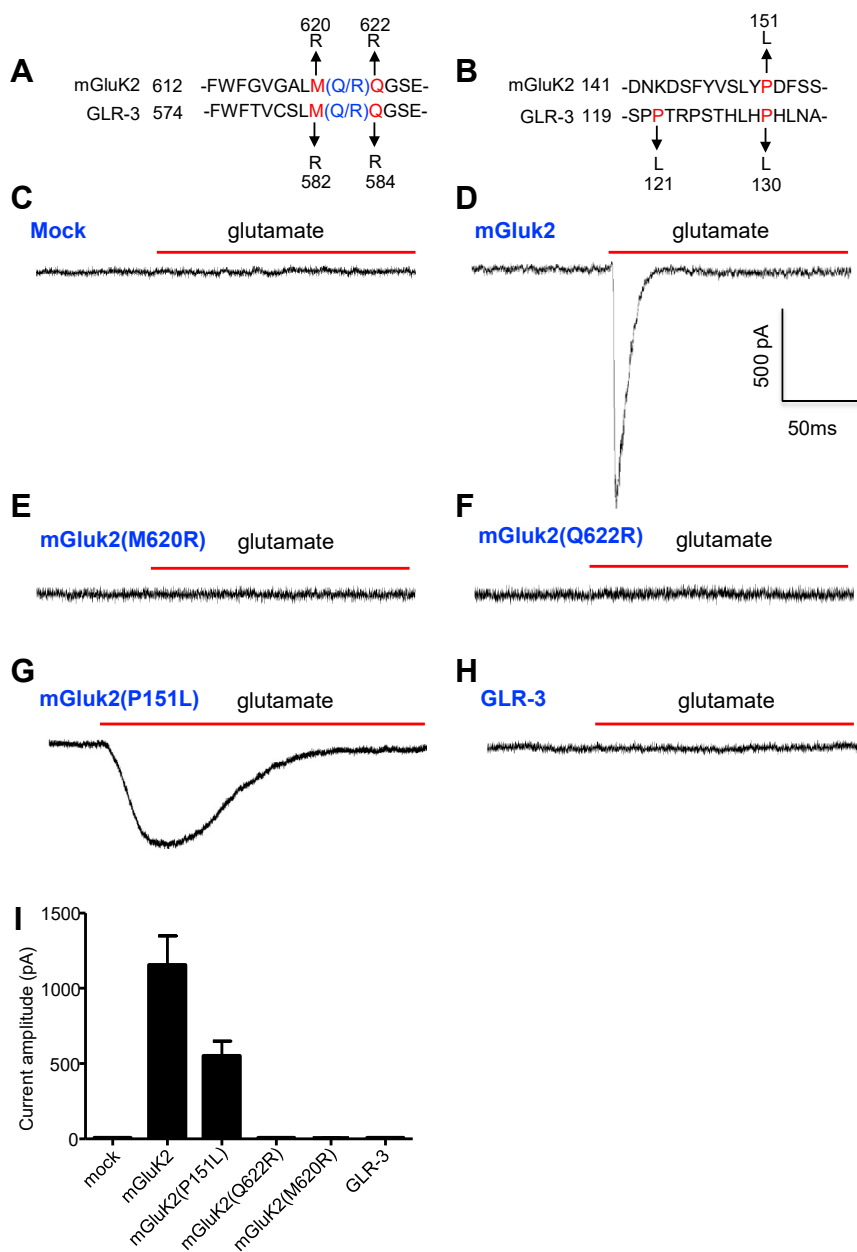 A
620 622
R R
mGluK2 612 -FWFGVGALM(Q/R)QGSE-
GLR-3 574 -FWFTVCSLM(Q/R)QGSE-
R R
582 584
B
151
L
mGluK2 141 -DNKDSFYVSLYPDFSS-
GLR-3 119 -SPPTRPSTHLHPHLNA-
L L
121 130
C
Mock
glutamate
D
mGluk2
glutamate
500 pA
50ms
E
mGluk2(M620R)
glutamate
F
mGluk2(Q622R)
glutamate
G
mGluk2(P151L)
glutamate
H
GLR-3
glutamate
I
Current amplitude (pA)
1500
1000
500
0
mock
mGluK2
mGluK2(P151L)
mGluK2(Q622R)
mGluK2(M620R)
GLR-3